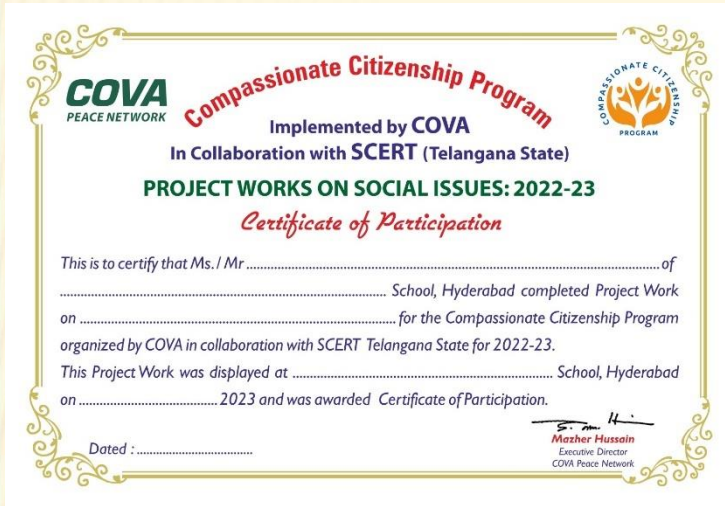 COVA
PEACE NETWORK
Compassionate Citizenship Program
COMPASSIONATE CITIZENSHIP
PROGRAM
Implemented by COVA
In Collaboration with SCERT (Telangana State)
PROJECT WORKS ON SOCIAL ISSUES: 2022-23
Certificate of Participation
This is to certify that Ms. / Mr ............................................................ of
............................................................ School, Hyderabad completed Project Work
on ............................................................ for the Compassionate Citizenship Program
organized by COVA in collaboration with SCERT Telangana State for 2022-23.
This Project Work was displayed at ............................................................ School, Hyderabad
on .................................... 2023 and was awarded Certificate of Participation.
Mazher Hussain
Executive Director
COVA Peace Network
Dated : ....................................